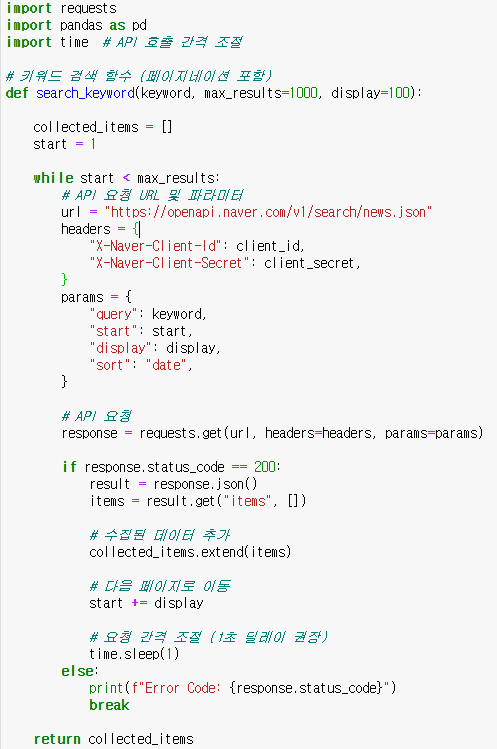 import requests
import pandas as pd
import time  # API 호출 간격 조절
# 키워드 검색 함수 (페이지네이션 포함)
def search_keyword(keyword, max_results=1000, display=100):
    collected_items = []
    start = 1
    while start < max_results:
        # API 요청 URL 및 파라미터
        url = "https://openapi.naver.com/v1/search/news.json"
        headers = {
            "X-Naver-Client-Id": client_id,
            "X-Naver-Client-Secret": client_secret,
        }
        params = {
            "query": keyword,
            "start": start,
            "display": display,
            "sort": "date",
        }
        # API 요청
        response = requests.get(url, headers=headers, params=params)
        if response.status_code == 200:
            result = response.json()
            items = result.get("items", [])
            # 수집된 데이터 추가
            collected_items.extend(items)
            # 다음 페이지로 이동
            start += display
            # 요청 간격 조절 (1초 딜레이 권장)
            time.sleep(1)
        else:
            print(f"Error Code: {response.status_code}")
            break
    return collected_items